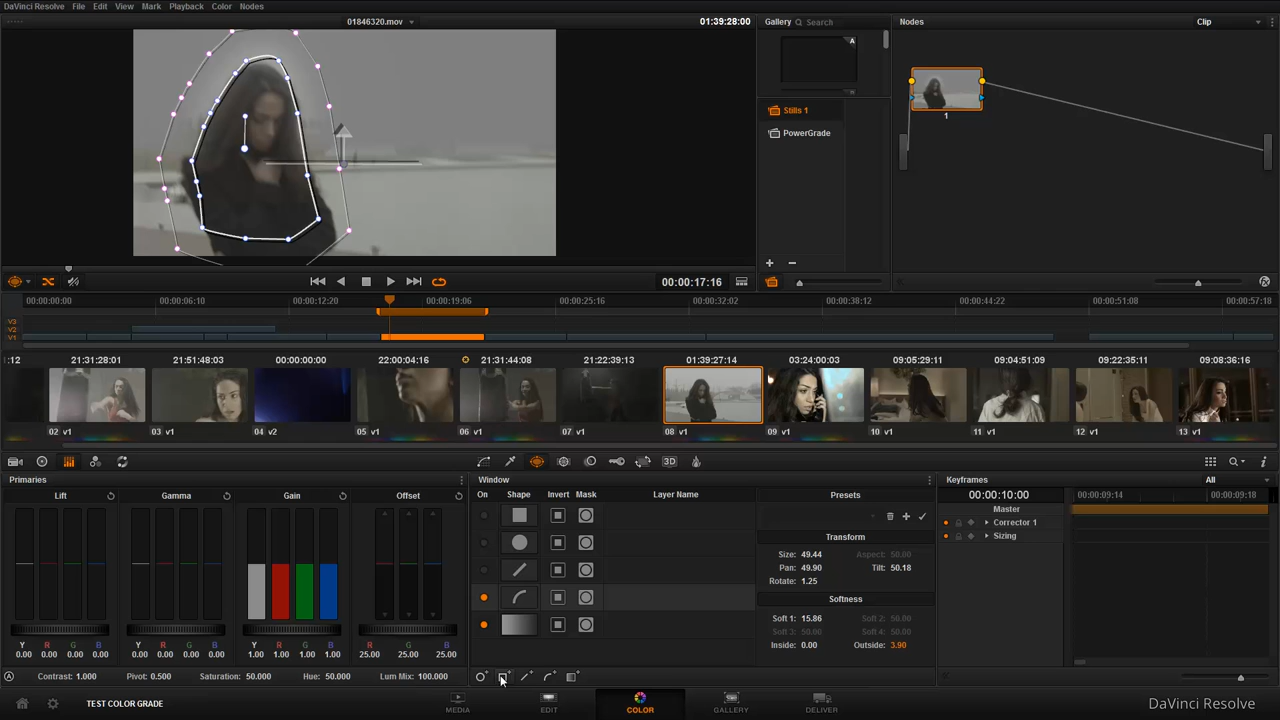 DaVinci Resolve File Edit View Mark Playback Color Nodes
01846320.mov 01:39:28:00 Gallery Search Nodes Clip
A
Stills 1
PowerGrade
1
00:00:17:16
00:00:00:00 00:00:06:10 00:00:12:20 00:00:19:06 00:00:25:16 00:00:32:02 00:00:38:12 00:00:44:22 00:00:51:08 00:00:57:18
V3
V2
V1
:12 21:31:28:01 21:51:48:03 00:00:00:00 22:00:04:16 21:31:44:08 21:22:39:13 01:39:27:14 03:24:00:03 09:05:29:11 09:04:51:09 09:22:35:11 09:08:36:16
02 v1 03 v1 04 v2 05 v1 06 v1 07 v1 08 v1 09 v1 10 v1 11 v1 12 v1 13 v1
3D
Primaries Window Keyframes All
Lift Gamma Gain Offset On Shape Invert Mask Layer Name Presets 00:00:10:00 00:00:09:14 00:00:09:18
Master
Corrector 1
Sizing
Transform
Size: 49.44 Aspect: 50.00
Pan: 49.90 Tilt: 50.18
Rotate: 1.25
Softness
Soft 1: 15.86 Soft 2: 50.00
Soft 3: 50.00 Soft 4: 50.00
Inside: 0.00 Outside: 3.90
Y R G B Y R G B Y R G B R G B
0.00 0.00 0.00 0.00 0.00 0.00 0.00 0.00 1.00 1.00 1.00 1.00 25.00 25.00 25.00
A Contrast: 1.000 Pivot: 0.500 Saturation: 50.000 Hue: 50.000 Lum Mix: 100.000
TEST COLOR GRADE MEDIA EDIT COLOR GALLERY DELIVER DaVinci Resolve